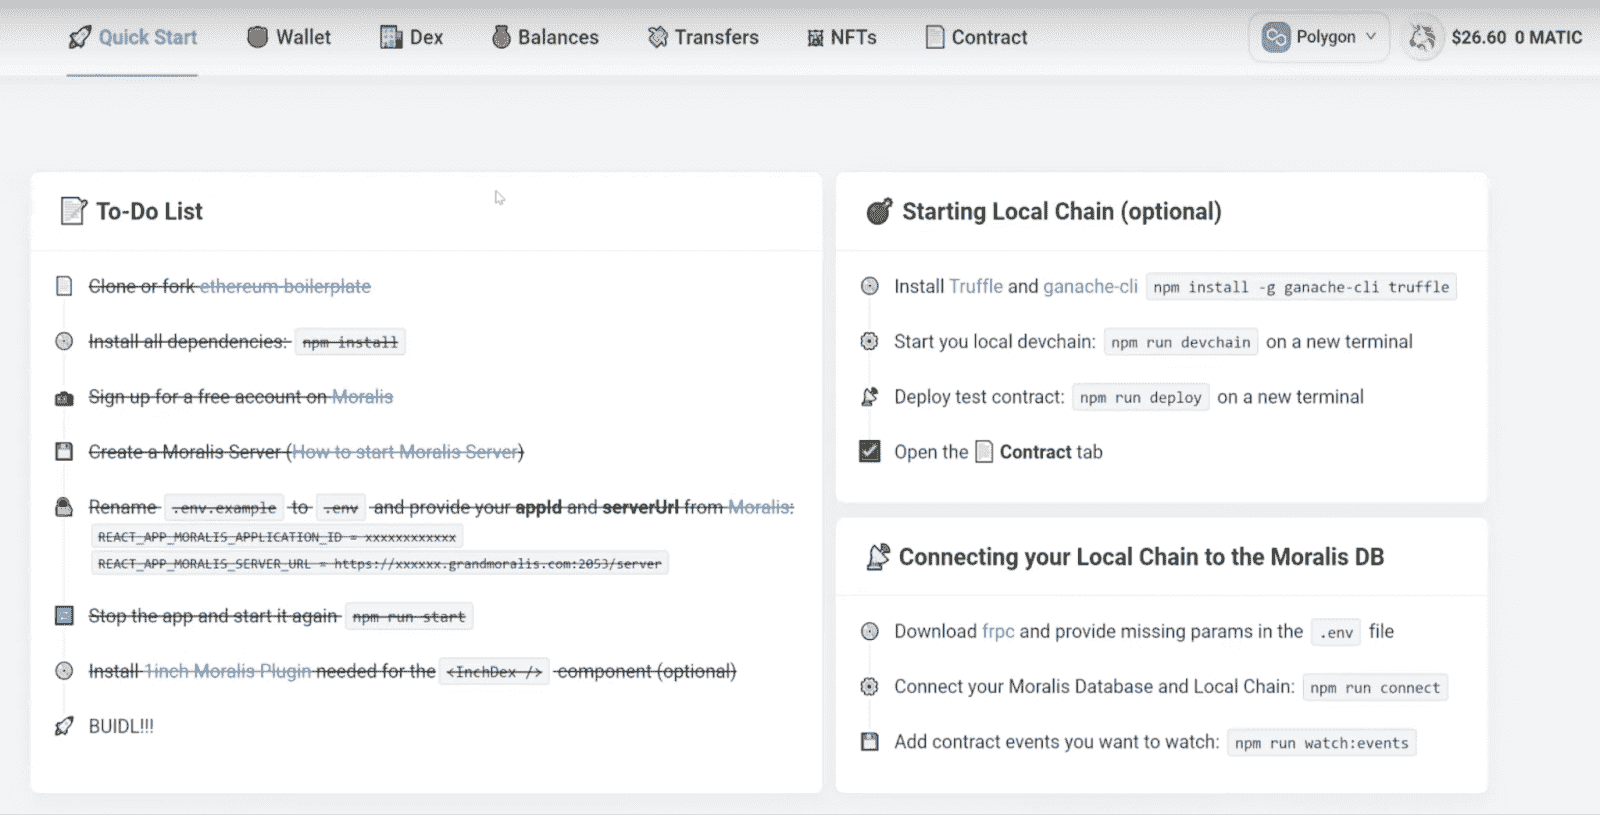 Quick Start Wallet Dex Balances Transfers NFTs Contract Polygon $26.60 0 MATIC
To-Do List
Clone or fork ethereum boilerplate
Install all dependencies: npm install
Sign up for a free account on Moralis
Create a Moralis Server (How to start Moralis Server)
Rename .env.example to .env and provide your appId and serverUrl from Moralis:
REACT_APP_MORALIS_APPLICATION_ID = xxxxxxxxxxxx
REACT_APP_MORALIS_SERVER_URL = https://xxxxxx.grandmoralis.com:2053/server
Stop the app and start it again npm run start
Install 1inch Moralis Plugin needed for the <InchDex /> component (optional)
BUIDL!!!
Starting Local Chain (optional)
Install Truffle and ganache-cli npm install -g ganache-cli truffle
Start you local devchain: npm run devchain on a new terminal
Deploy test contract: npm run deploy on a new terminal
Open the Contract tab
Connecting your Local Chain to the Moralis DB
Download frpc and provide missing params in the .env file
Connect your Moralis Database and Local Chain: npm run connect
Add contract events you want to watch: npm run watch:events